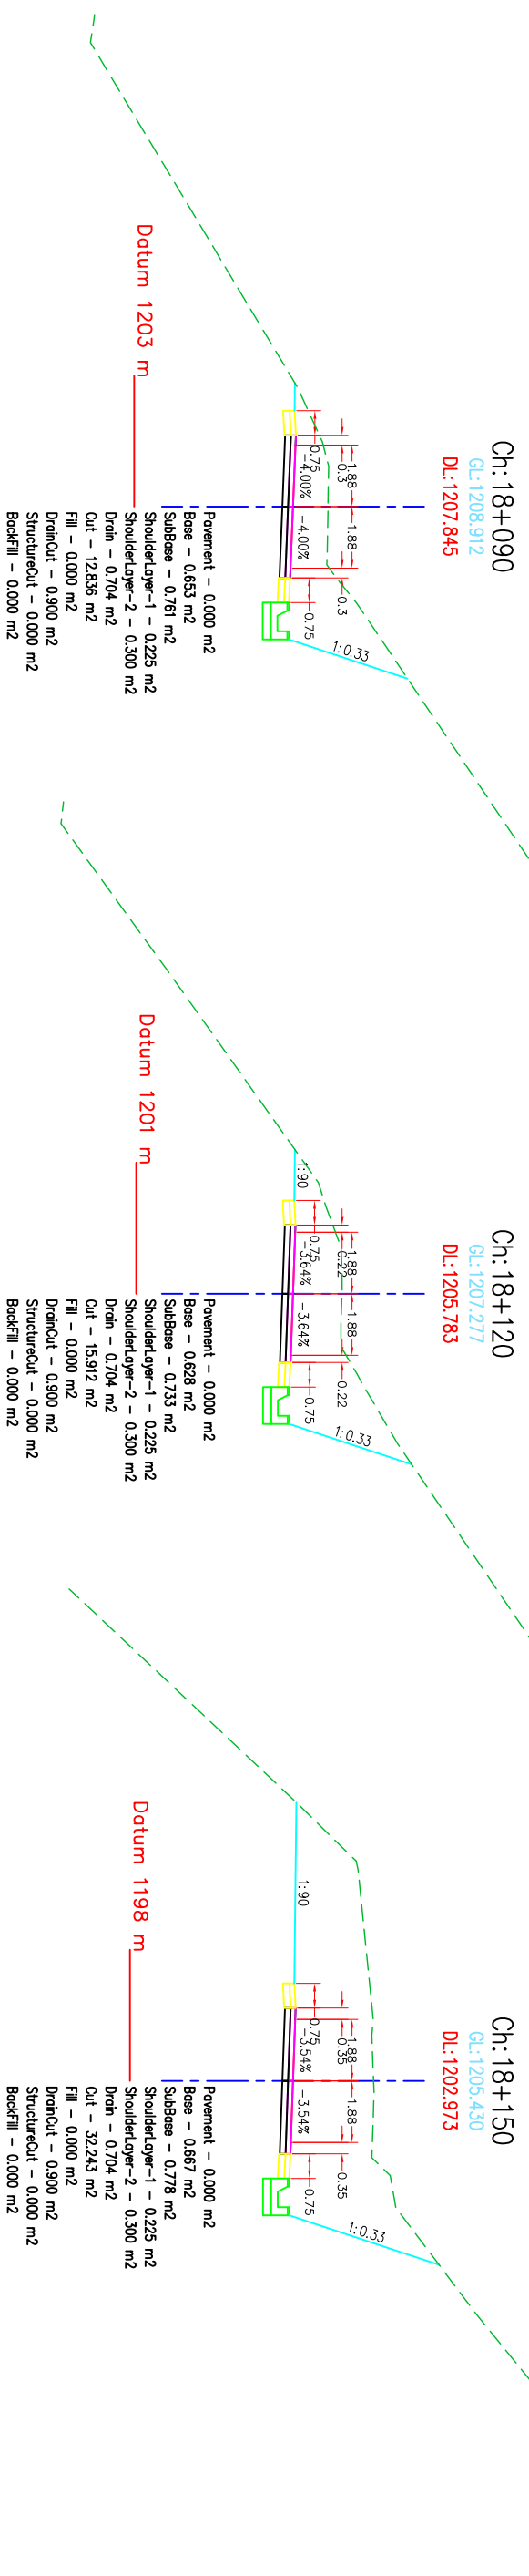 Ch:18+090
GL:1208.912
DL:1207.845
1.88
1.88
0.3
0.3
0.75
0.75
-4.00%
-4.00%
1:0.33
Datum 1203 m
Pavement - 0.000 m2
Base - 0.653 m2
SubBase - 0.761 m2
ShoulderLayer-1 - 0.225 m2
ShoulderLayer-2 - 0.300 m2
Drain - 0.704 m2
Cut - 12.836 m2
Fill - 0.000 m2
DrainCut - 0.900 m2
StructureCut - 0.000 m2
BackFill - 0.000 m2
Ch:18+120
GL:1207.277
DL:1205.783
1.88
1.88
0.22
0.22
0.75
0.75
1:90
-3.64%
-3.64%
1:0.33
Datum 1201 m
Pavement - 0.000 m2
Base - 0.628 m2
SubBase - 0.733 m2
ShoulderLayer-1 - 0.225 m2
ShoulderLayer-2 - 0.300 m2
Drain - 0.704 m2
Cut - 15.912 m2
Fill - 0.000 m2
DrainCut - 0.900 m2
StructureCut - 0.000 m2
BackFill - 0.000 m2
Ch:18+150
GL:1205.430
DL:1202.973
1.88
1.88
0.35
0.35
0.75
0.75
1:90
-3.54%
-3.54%
1:0.33
Datum 1198 m
Pavement - 0.000 m2
Base - 0.667 m2
SubBase - 0.778 m2
ShoulderLayer-1 - 0.225 m2
ShoulderLayer-2 - 0.300 m2
Drain - 0.704 m2
Cut - 32.243 m2
Fill - 0.000 m2
DrainCut - 0.900 m2
StructureCut - 0.000 m2
BackFill - 0.000 m2